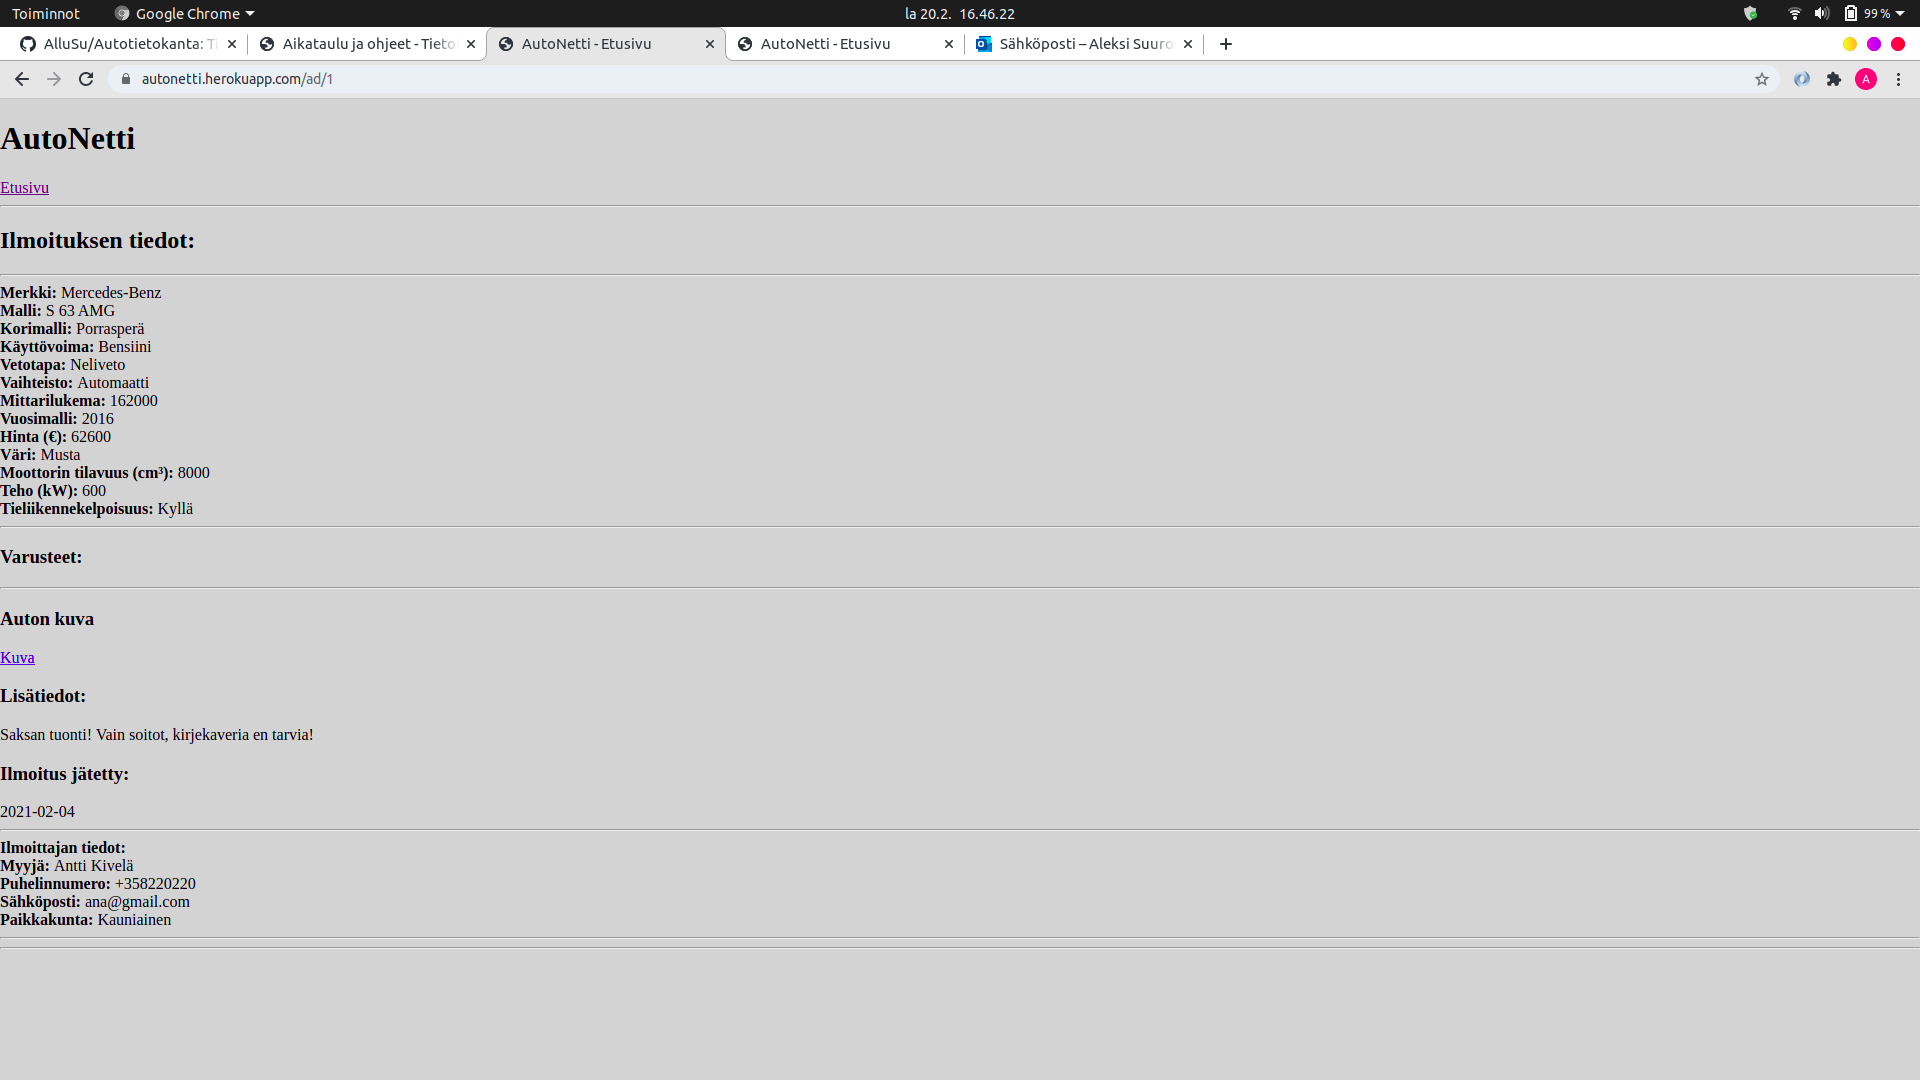 Toiminnot
Google Chrome
la 20.2. 16.46.22
99 %
AlluSu/Autotietokanta: Ti
Aikataulu ja ohjeet - Tieto
AutoNetti - Etusivu
AutoNetti - Etusivu
Sähköposti – Aleksi Suuro
autonetti.herokuapp.com/ad/1
A
AutoNetti
Etusivu
Ilmoituksen tiedot:
Merkki: Mercedes-Benz
Malli: S 63 AMG
Korimalli: Porrasperä
Käyttövoima: Bensiini
Vetotapa: Neliveto
Vaihteisto: Automaatti
Mittarilukema: 162000
Vuosimalli: 2016
Hinta (€): 62600
Väri: Musta
Moottorin tilavuus (cm³): 8000
Teho (kW): 600
Tieliikennekelpoisuus: Kyllä
Varusteet:
Auton kuva
Kuva
Lisätiedot:
Saksan tuonti! Vain soitot, kirjekaveria en tarvia!
Ilmoitus jätetty:
2021-02-04
Ilmoittajan tiedot:
Myyjä: Antti Kivelä
Puhelinnumero: +358220220
Sähköposti: ana@gmail.com
Paikkakunta: Kauniainen